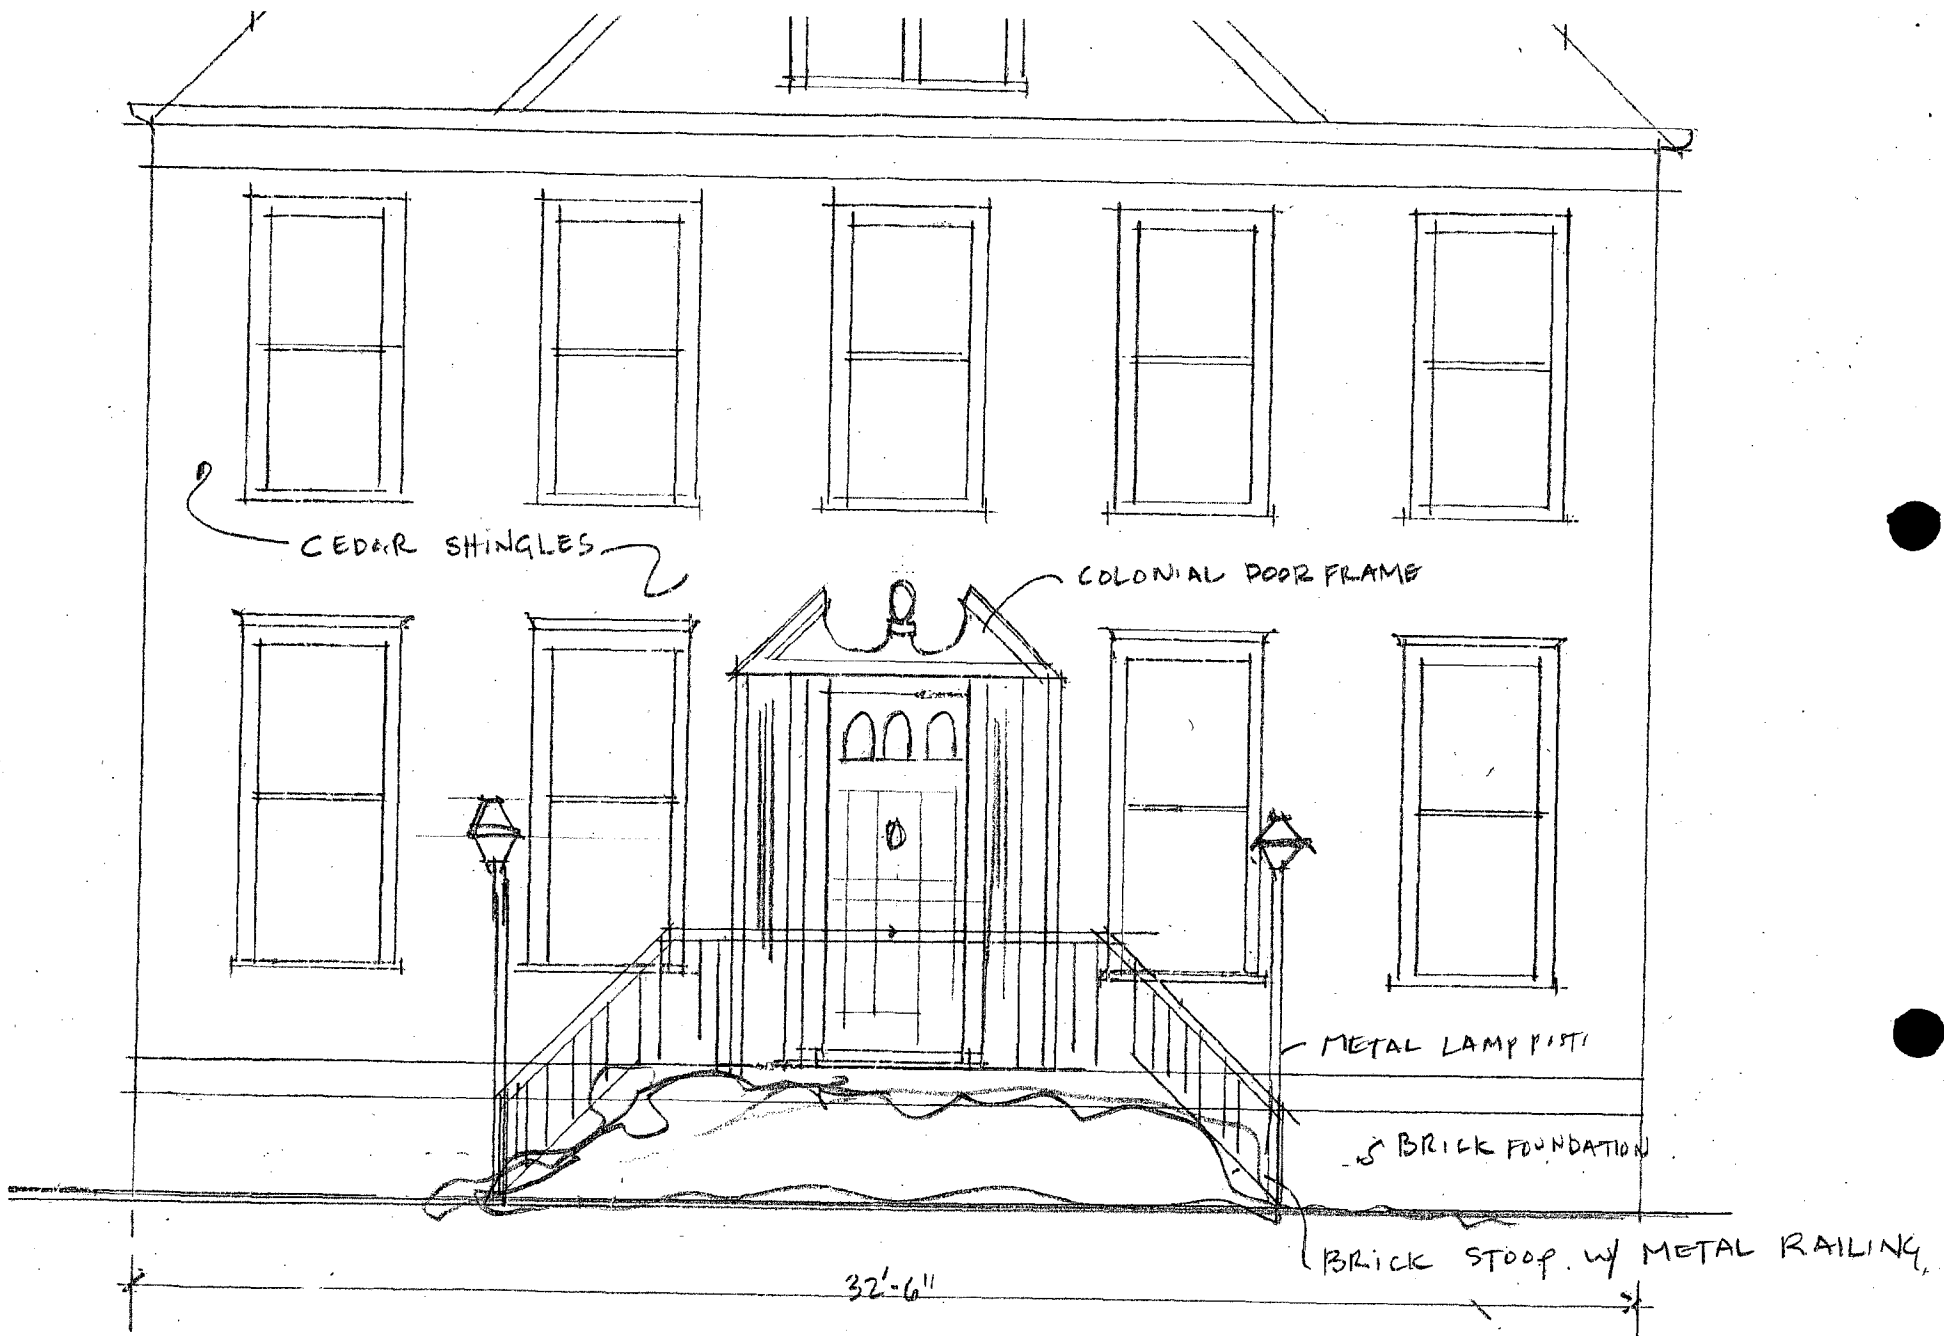 CEDAR SHINGLES
COLONIAL DOOR FRAME
METAL LAMP POST
BRICK FOUNDATION
BRICK STOOP. W/ METAL RAILING,
32'-6"